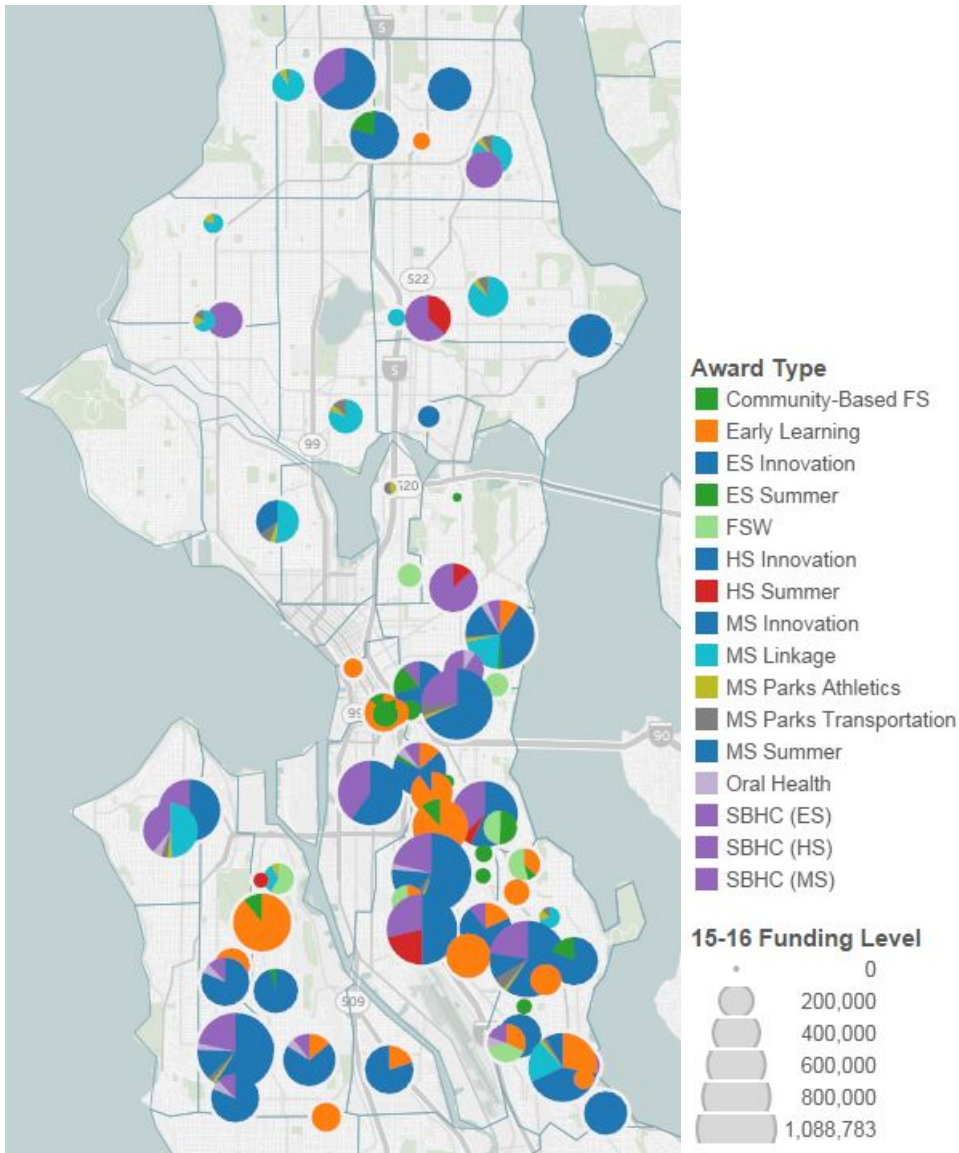 5
522
5
99
520
99
90
509
Award Type
Community-Based FS
Early Learning
ES Innovation
ES Summer
FSW
HS Innovation
HS Summer
MS Innovation
MS Linkage
MS Parks Athletics
MS Parks Transportation
MS Summer
Oral Health
SBHC (ES)
SBHC (HS)
SBHC (MS)
15-16 Funding Level
0
200,000
400,000
600,000
800,000
1,088,783